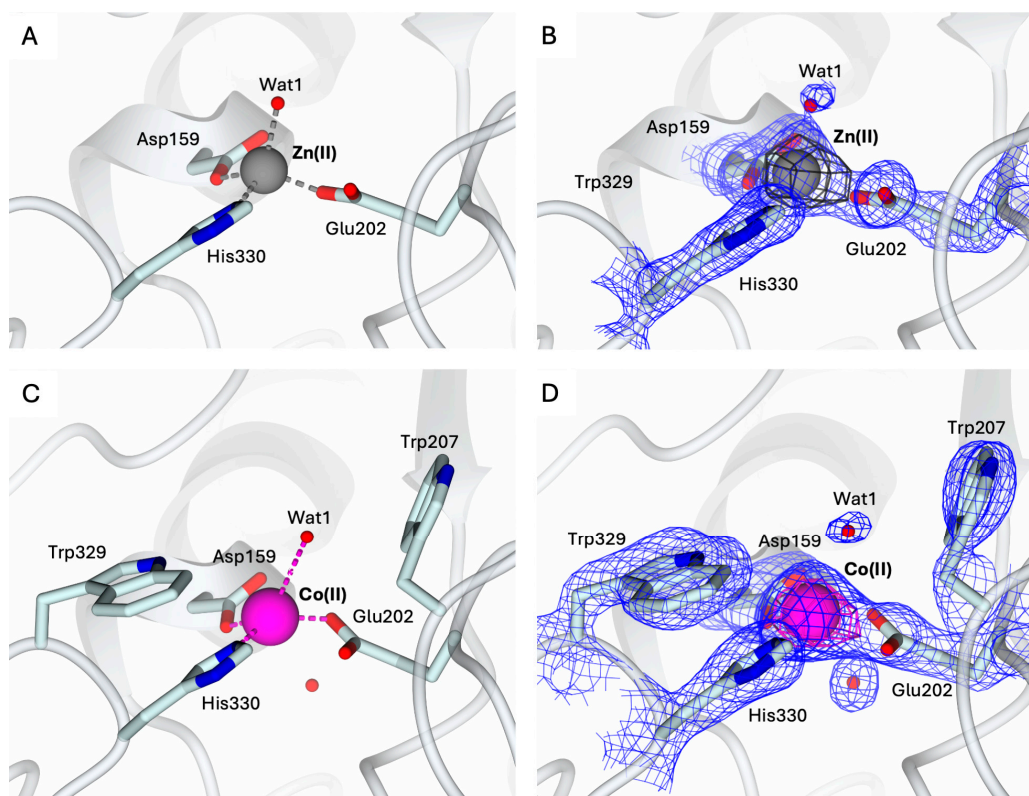 A
Wat1
Asp159
Zn(II)
Glu202
His330
B
Wat1
Asp159
Zn(II)
Trp329
Glu202
His330
C
Trp207
Wat1
Trp329
Asp159
Co(II)
Glu202
His330
D
Trp207
Wat1
Trp329
Asp159
Co(II)
Glu202
His330